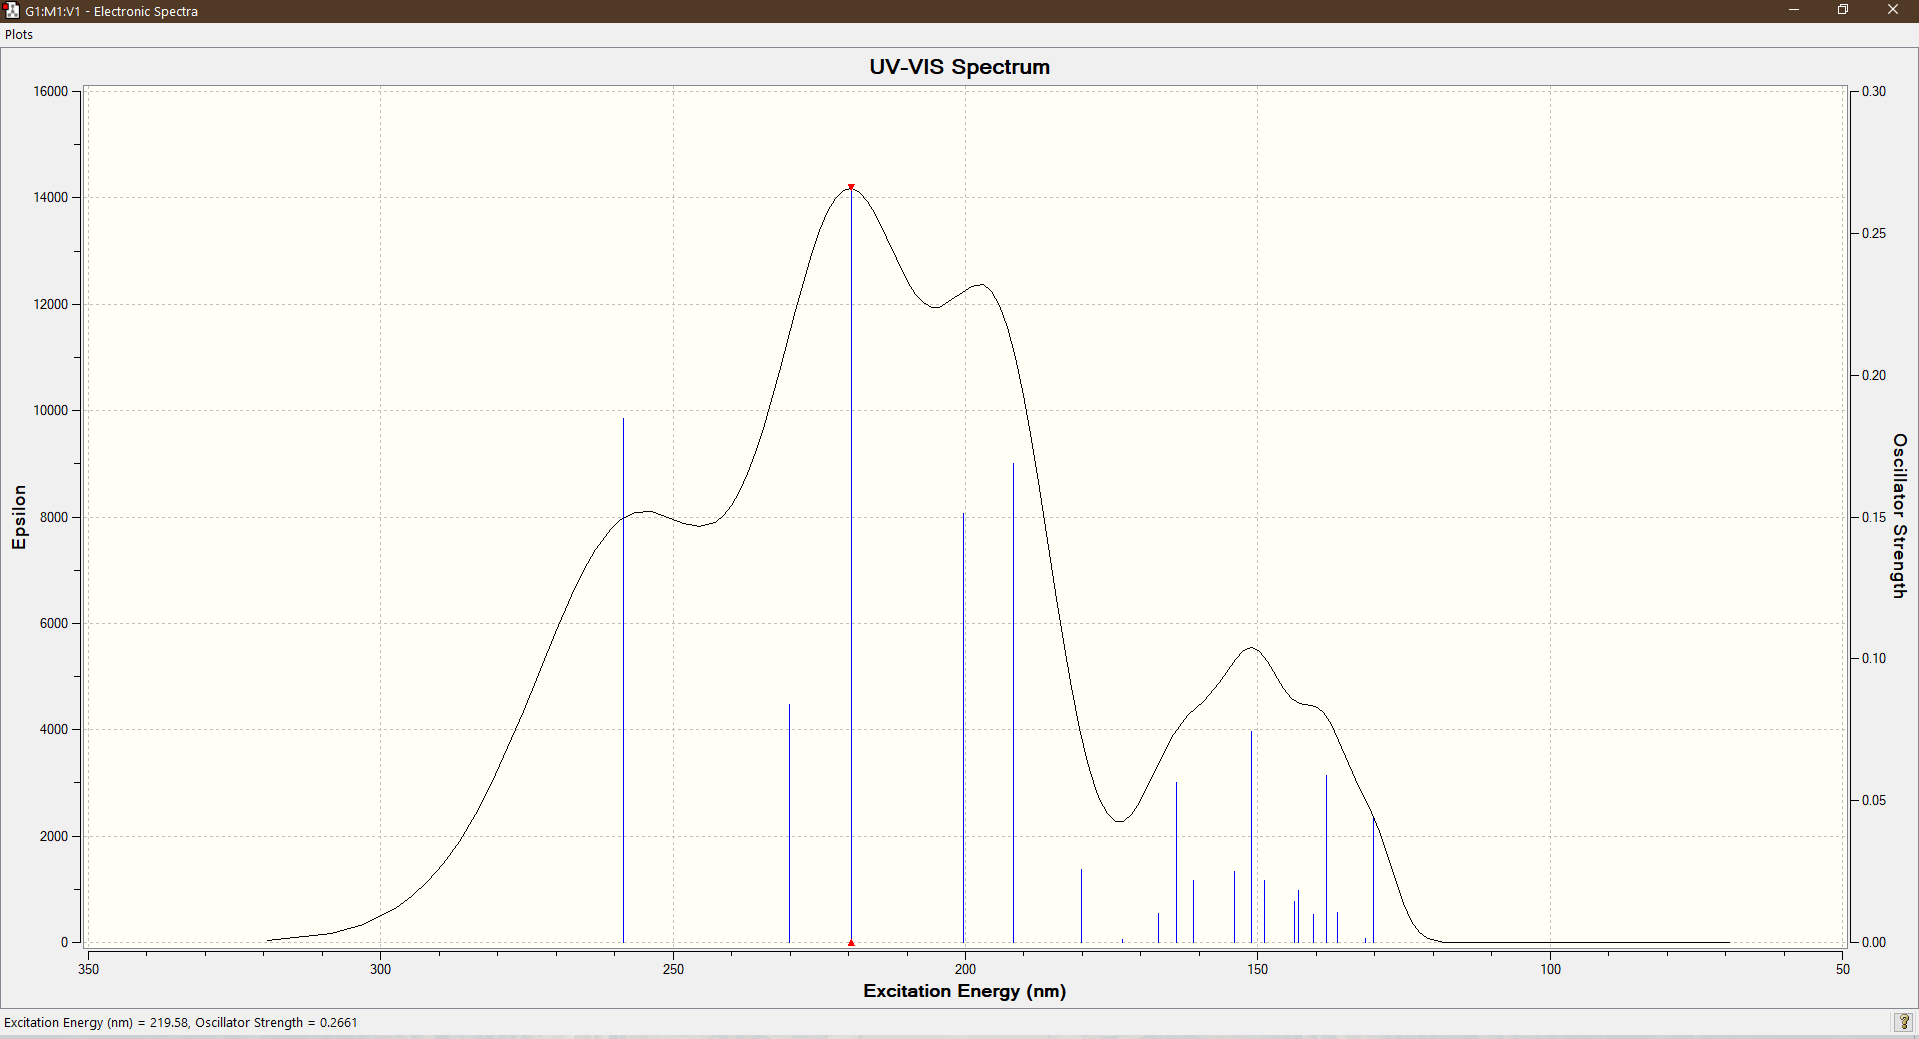 G1:M1:V1 - Electronic Spectra
Plots
UV-VIS Spectrum
16000
14000
12000
10000
8000
6000
4000
2000
0
Epsilon
0.30
0.25
0.20
0.15
0.10
0.05
0.00
Oscillator Strength
350 300 250 200 150 100 50
Excitation Energy (nm)
Excitation Energy (nm) = 219.58, Oscillator Strength = 0.2661
?